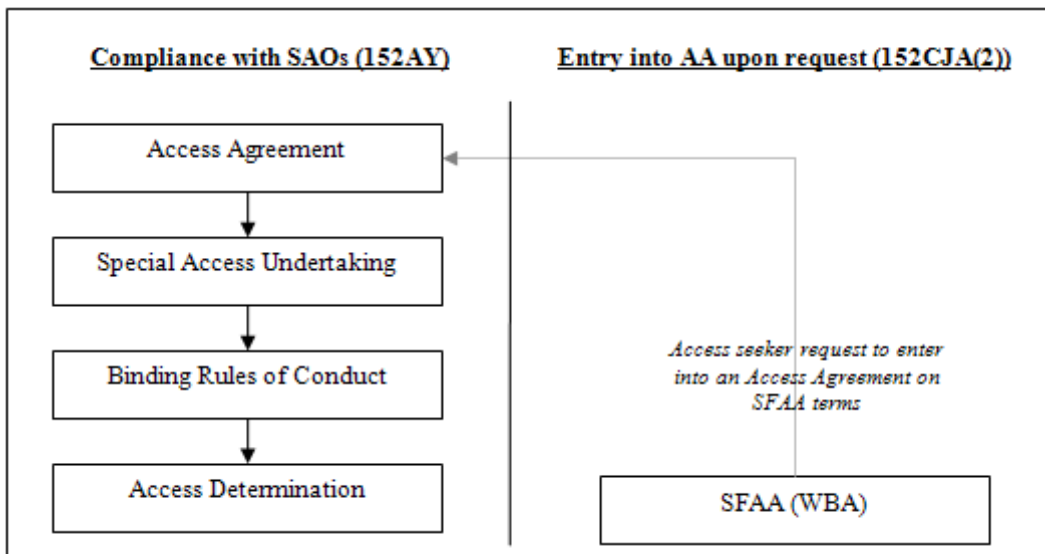 Compliance with SAOs (152AY)
Entry into AA upon request (152CJA(2))
Access Agreement
Special Access Undertaking
Binding Rules of Conduct
Access Determination
Access seeker request to enter
into an Access Agreement on
SFAA terms
SFAA (WBA)